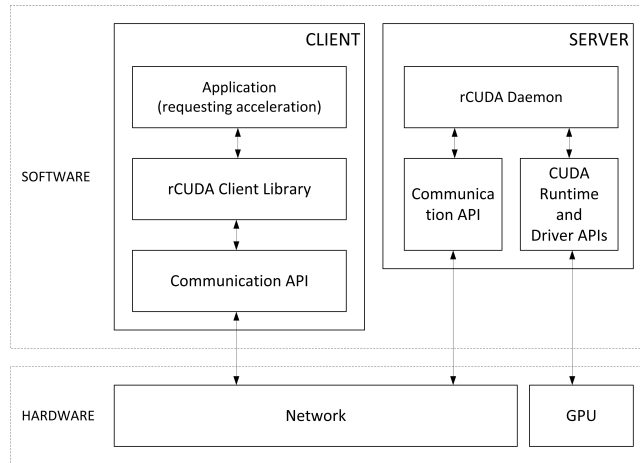 CLIENT
SERVER
Application
(requesting acceleration)
rCUDA Daemon
SOFTWARE
rCUDA Client Library
Communica
tion API
CUDA
Runtime
and
Driver APIs
Communication API
HARDWARE
Network
GPU